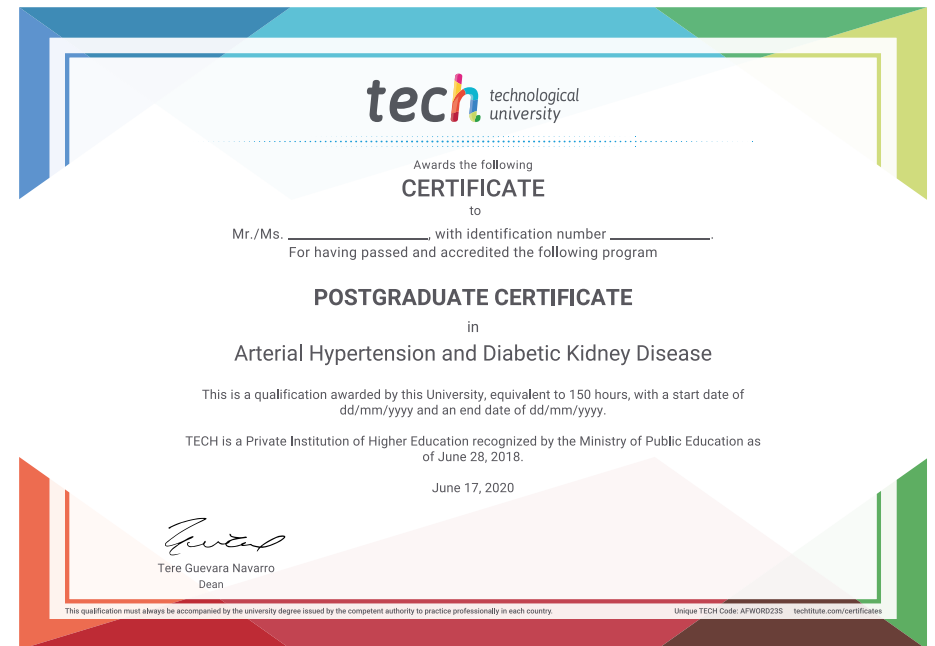 tech technological
university
Awards the following
CERTIFICATE
to
Mr./Ms. ____________________, with identification number ______________.
For having passed and accredited the following program
POSTGRADUATE CERTIFICATE
in
Arterial Hypertension and Diabetic Kidney Disease
This is a qualification awarded by this University, equivalent to 150 hours, with a start date of
dd/mm/yyyy and an end date of dd/mm/yyyy.
TECH is a Private Institution of Higher Education recognized by the Ministry of Public Education as
of June 28, 2018.
June 17, 2020
Tere Guevara Navarro
Dean
This qualification must always be accompanied by the university degree issued by the competent authority to practice professionally in each country.
Unique TECH Code: AFWORD23S techtitute.com/certificates